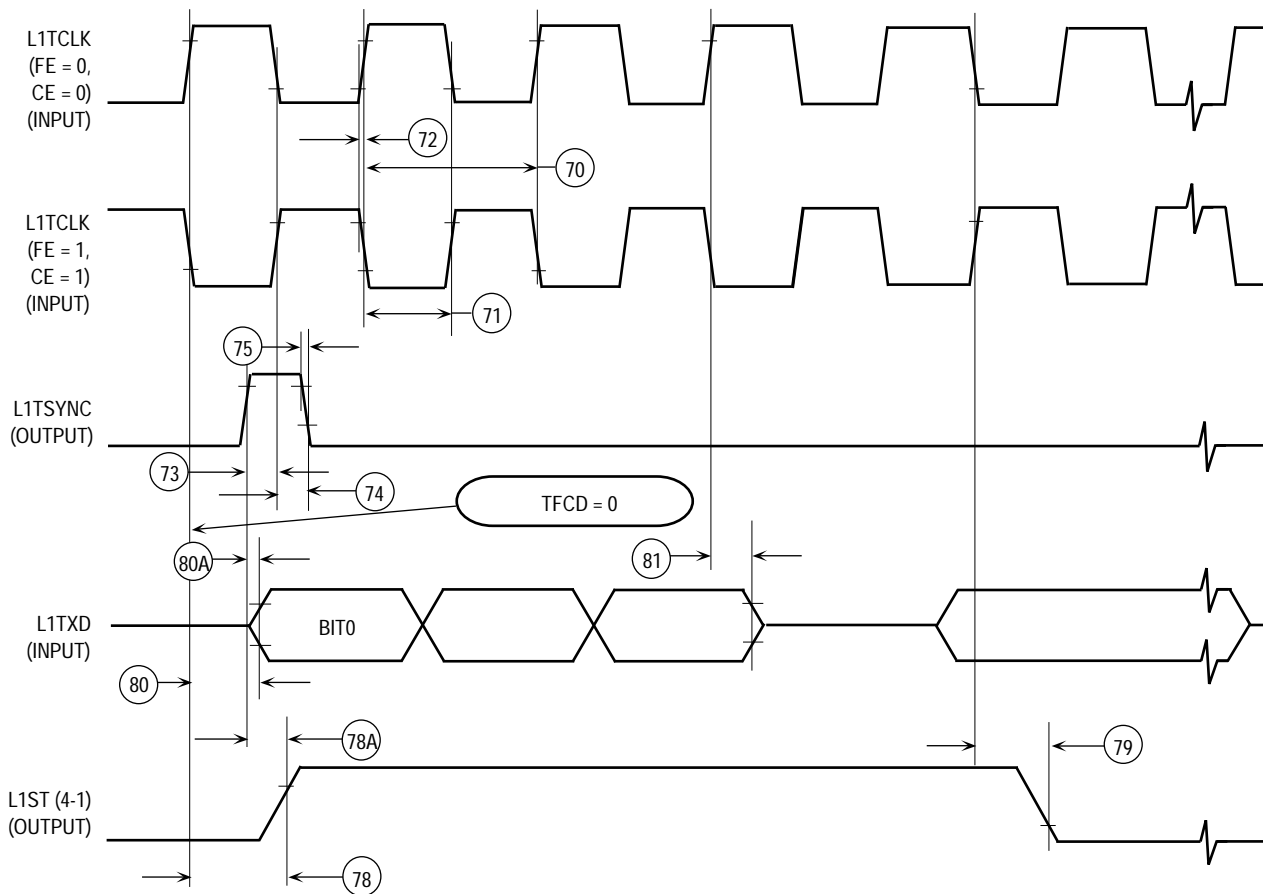 L1TCLK
(FE = 0,
CE = 0)
(INPUT)
72
70
L1TCLK
(FE = 1,
CE = 1)
(INPUT)
71
75
L1TSYNC
(OUTPUT)
73
74
TFCD = 0
80A
81
L1TXD
(INPUT)
BIT0
80
78A
79
L1ST (4-1)
(OUTPUT)
78